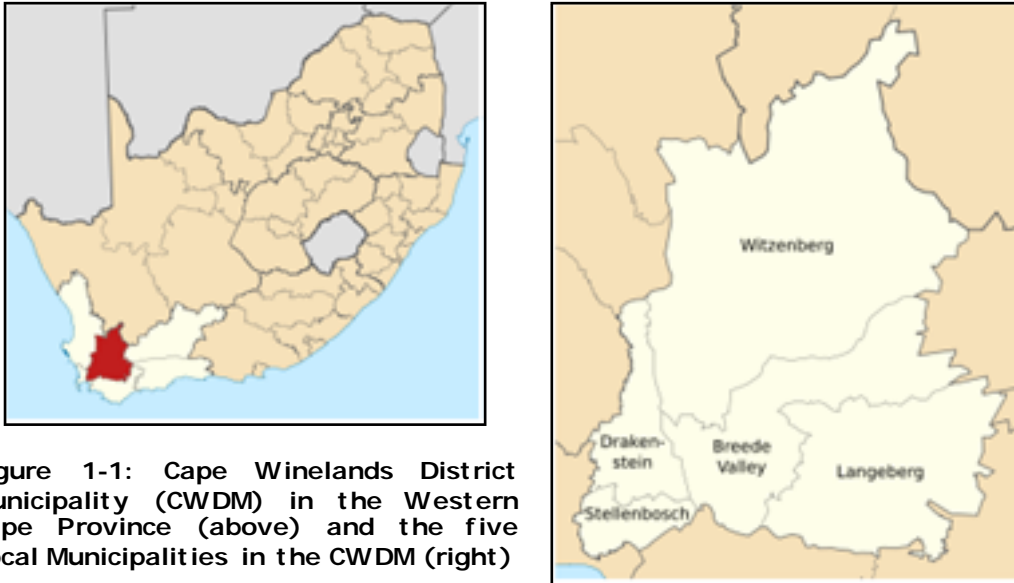 Witzenberg
Draken-
stein
Breede
Valley
Langeberg
Stellenbosch
gure 1-1: Cape Winelands District
unicipality (CWDM) in the Western
pe Province (above) and the five
cal Municipalities in the CWDM (right)